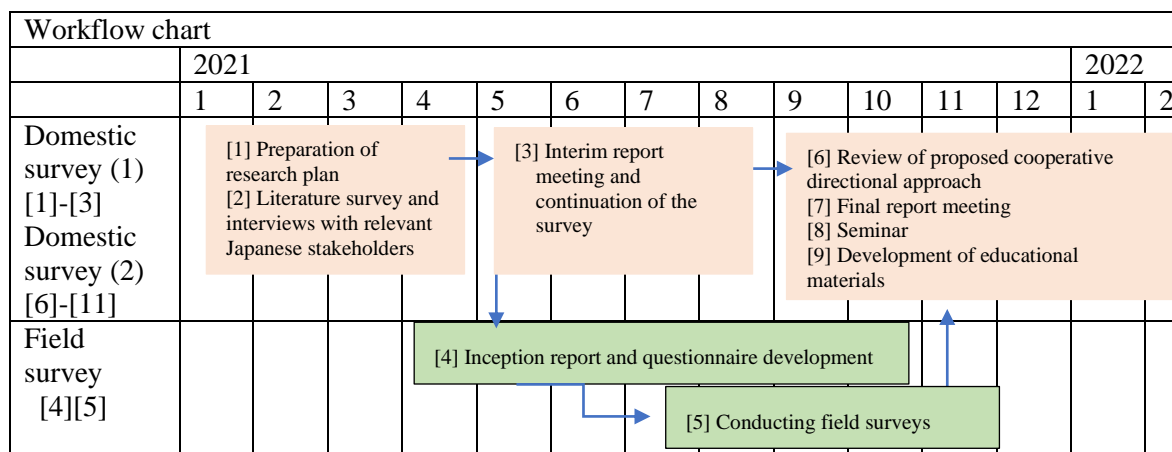 Workflow chart
2021 2022
1 2 3 4 5 6 7 8 9 10 11 12 1 2
Domestic
survey (1)
[1]-[3]
Domestic
survey (2)
[6]-[11]
[1] Preparation of
research plan
[2] Literature survey and
interviews with relevant
Japanese stakeholders
[3] Interim report
meeting and
continuation of the
survey
[6] Review of proposed cooperative
directional approach
[7] Final report meeting
[8] Seminar
[9] Development of educational
materials
Field
survey
[4][5]
[4] Inception report and questionnaire development
[5] Conducting field surveys